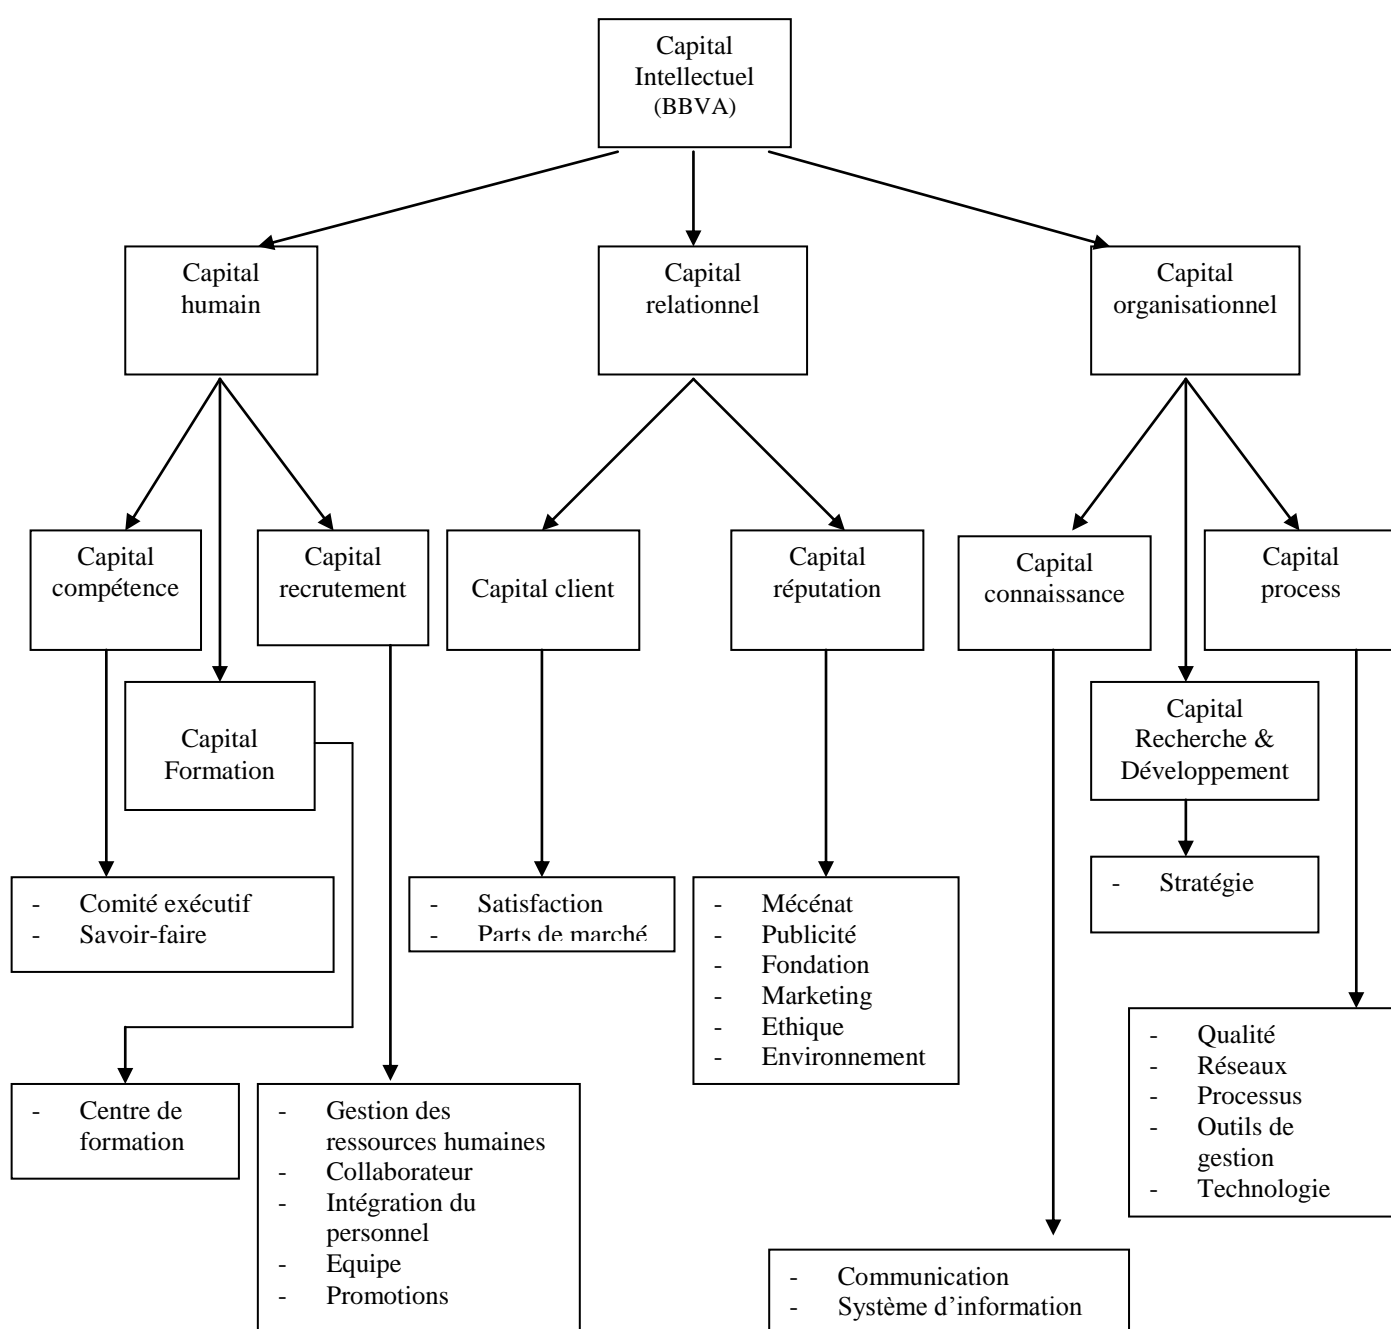 Capital
Intellectuel
(BBVA)
Capital
humain
Capital
relationnel
Capital
organisationnel
Capital
compétence
Capital
recrutement
Capital client
Capital
réputation
Capital
connaissance
Capital
process
Capital
Formation
Capital
Recherche &
Développement
- Comité exécutif
- Savoir-faire
- Satisfaction
- Parts de marché
- Mécénat
- Publicité
- Fondation
- Marketing
- Ethique
- Environnement
- Stratégie
- Qualité
- Réseaux
- Processus
- Outils de
gestion
- Technologie
- Centre de
formation
- Gestion des
ressources humaines
- Collaborateur
- Intégration du
personnel
- Equipe
- Promotions
- Communication
- Système d’information